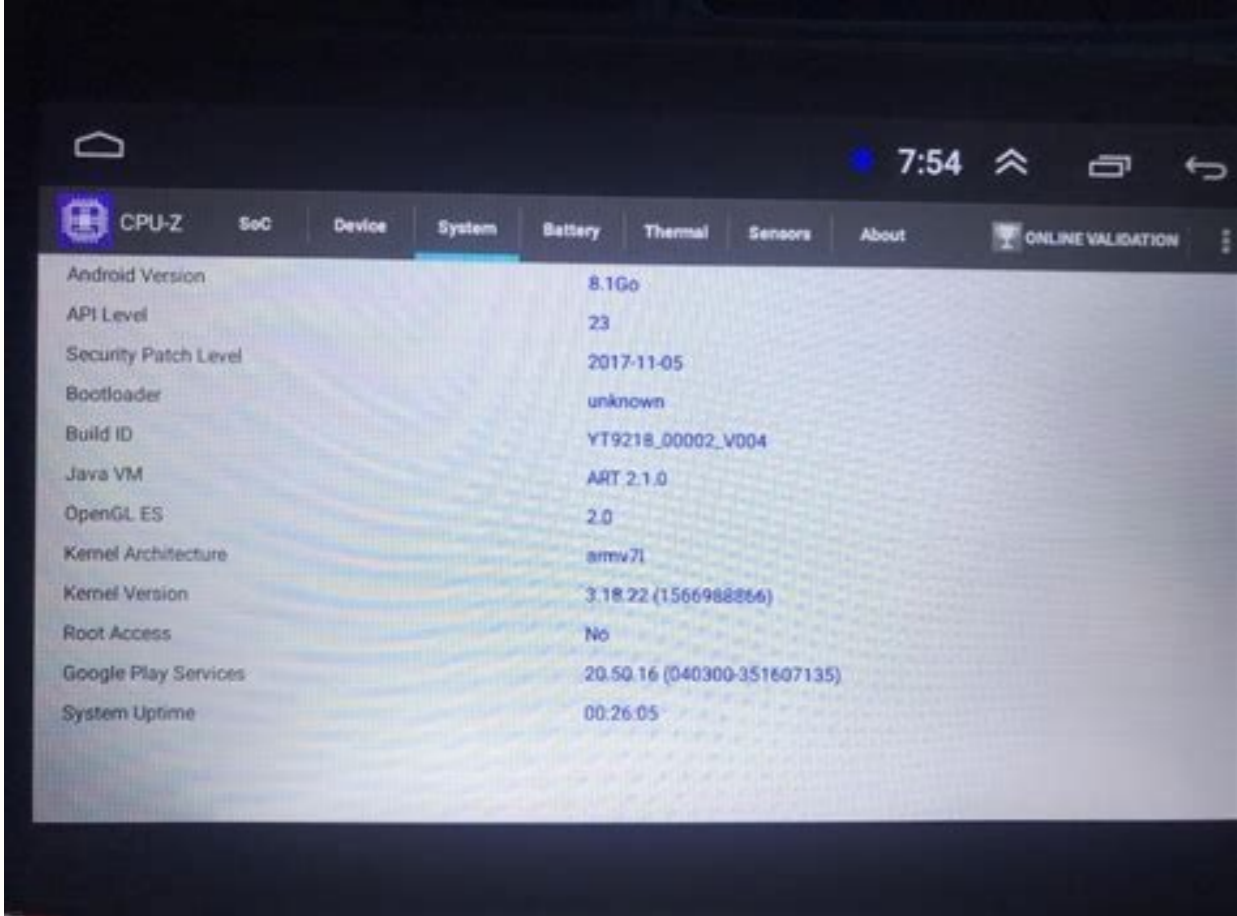 7:54
CPU-Z SoC Device System Battery Thermal Sensors About ONLINE VALIDATION
Android Version 8.1Go
API Level 23
Security Patch Level 2017-11-05
Bootloader unknown
Build ID YT9218_00002_V004
Java VM ART 2.1.0
OpenGL ES 2.0
Kernel Architecture armv7l
Kernel Version 3.18.22 (1566988866)
Root Access No
Google Play Services 20.50.16 (040300-351607135)
System Uptime 00:26:05